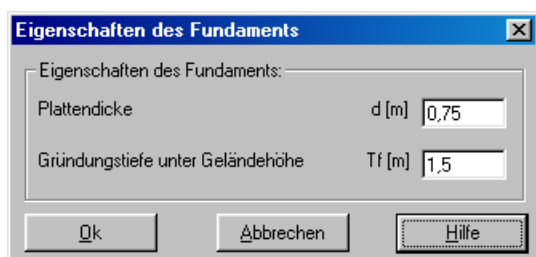 Eigenschaften des Fundaments
Eigenschaften des Fundaments:
Plattendicke d [m] 0,75
Gründungstiefe unter Geländehöhe Tf [m] 1,5
Ok Abbrechen Hilfe